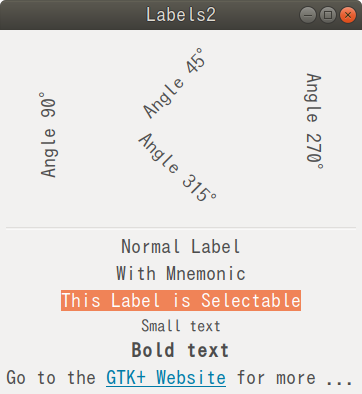 Labels2
Angle 90°
Angle 45°
Angle 315°
Angle 270°
Normal Label
With Mnemonic
This Label is Selectable
Small text
Bold text
Go to the GTK+ Website for more ...